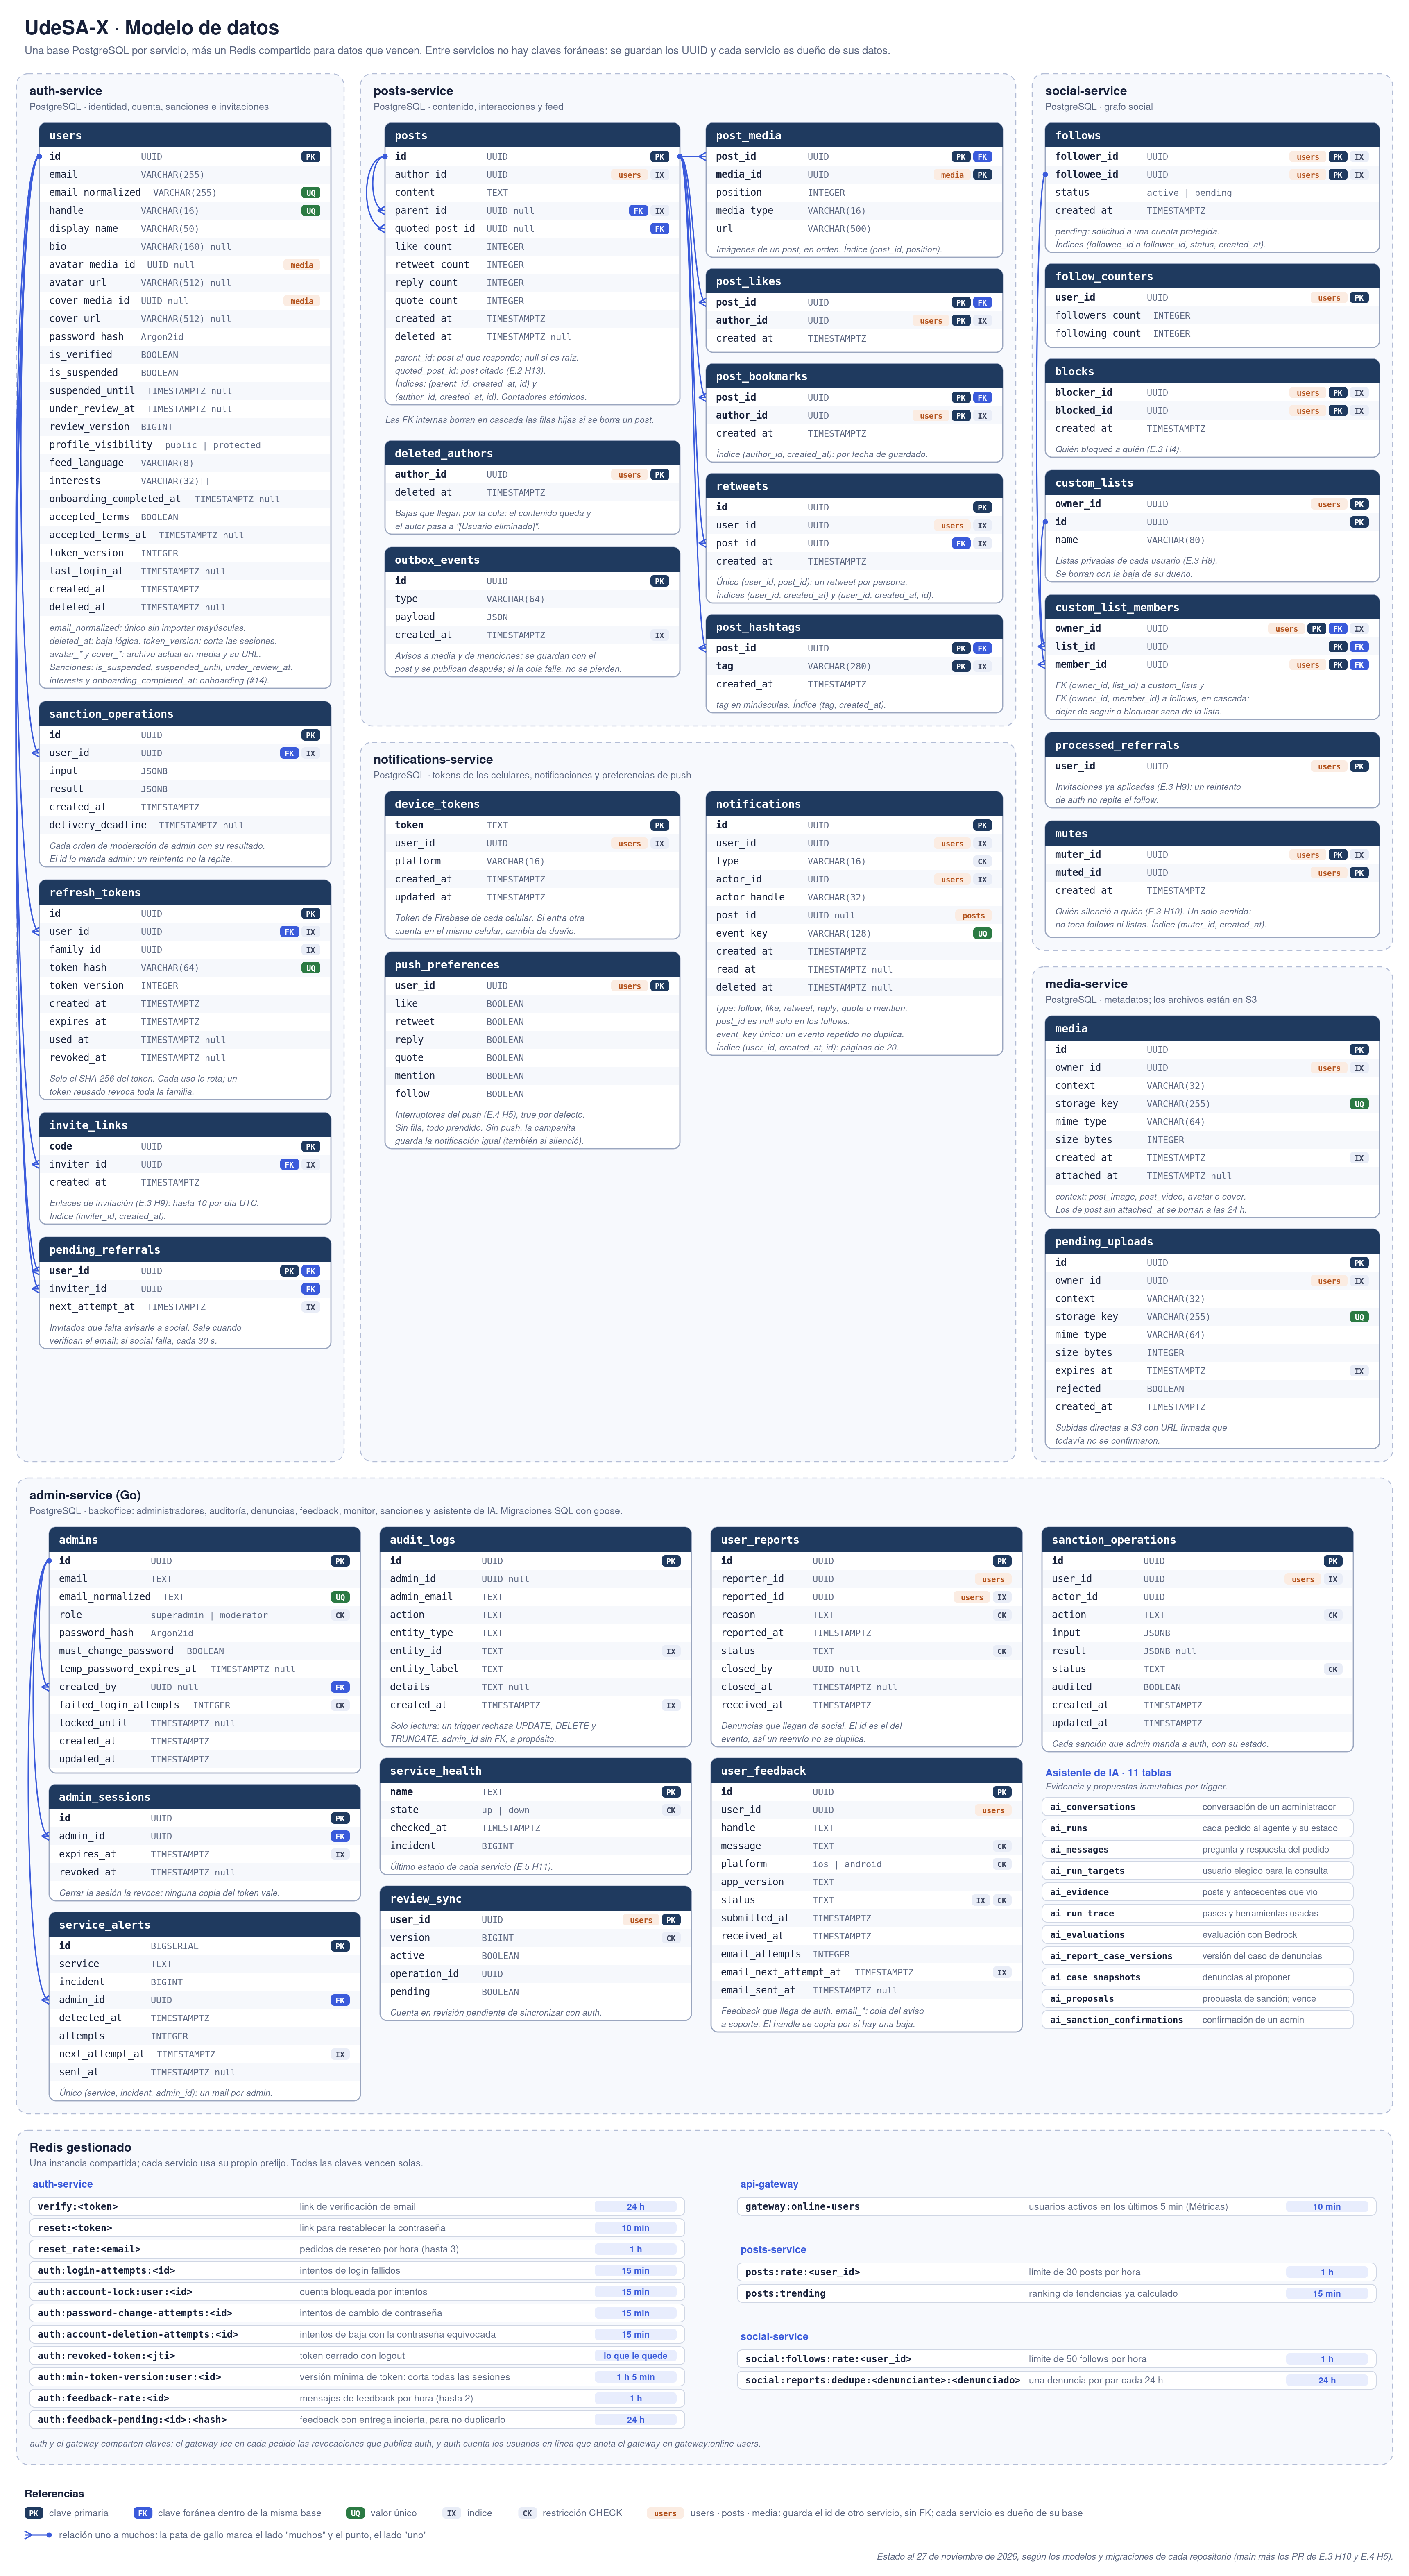 UdeSA-X · Modelo de datos
Una base PostgreSQL por servicio, más un Redis compartido para datos que vencen. Entre servicios no hay claves foráneas: se guardan los UUID y cada servicio es dueño de sus datos.
auth-service
PostgreSQL · identidad, cuenta, sanciones e invitaciones
users
id UUID PK
email VARCHAR(255)
email_normalized VARCHAR(255) UQ
handle VARCHAR(16) UQ
display_name VARCHAR(50)
bio VARCHAR(160) null
avatar_media_id UUID null media
avatar_url VARCHAR(512) null
cover_media_id UUID null media
cover_url VARCHAR(512) null
password_hash Argon2id
is_verified BOOLEAN
is_suspended BOOLEAN
suspended_until TIMESTAMPTZ null
under_review_at TIMESTAMPTZ null
review_version BIGINT
profile_visibility public | protected
feed_language VARCHAR(8)
interests VARCHAR(32)[]
onboarding_completed_at TIMESTAMPTZ null
accepted_terms BOOLEAN
accepted_terms_at TIMESTAMPTZ null
token_version INTEGER
last_login_at TIMESTAMPTZ null
created_at TIMESTAMPTZ
deleted_at TIMESTAMPTZ null
email_normalized: único sin importar mayúsculas.
deleted_at: baja lógica. token_version: corta las sesiones.
avatar_* y cover_*: archivo actual en media y su URL.
Sanciones: is_suspended, suspended_until, under_review_at.
interests y onboarding_completed_at: onboarding (#14).
sanction_operations
id UUID PK
user_id UUID FK IX
input JSONB
result JSONB
created_at TIMESTAMPTZ
delivery_deadline TIMESTAMPTZ null
Cada orden de moderación de admin con su resultado.
El id lo manda admin: un reintento no la repite.
refresh_tokens
id UUID PK
user_id UUID FK IX
family_id UUID IX
token_hash VARCHAR(64) UQ
token_version INTEGER
created_at TIMESTAMPTZ
expires_at TIMESTAMPTZ
used_at TIMESTAMPTZ null
revoked_at TIMESTAMPTZ null
Solo el SHA-256 del token. Cada uso lo rota; un
token reusado revoca toda la familia.
invite_links
code UUID PK
inviter_id UUID FK IX
created_at TIMESTAMPTZ
Enlaces de invitación (E.3 H9): hasta 10 por día UTC.
Índice (inviter_id, created_at).
pending_referrals
user_id UUID PK FK
inviter_id UUID FK
next_attempt_at TIMESTAMPTZ IX
Invitados que falta avisarle a social. Sale cuando
verifican el email; si social falla, cada 30 s.
posts-service
PostgreSQL · contenido, interacciones y feed
posts
id UUID PK
author_id UUID users IX
content TEXT
parent_id UUID null FK IX
quoted_post_id UUID null FK
like_count INTEGER
retweet_count INTEGER
reply_count INTEGER
quote_count INTEGER
created_at TIMESTAMPTZ
deleted_at TIMESTAMPTZ null
parent_id: post al que responde; null si es raíz.
quoted_post_id: post citado (E.2 H13).
Índices: (parent_id, created_at, id) y
(author_id, created_at, id). Contadores atómicos.
Las FK internas borran en cascada las filas hijas si se borra un post.
deleted_authors
author_id UUID users PK
deleted_at TIMESTAMPTZ
Bajas que llegan por la cola: el contenido queda y
el autor pasa a "[Usuario eliminado]".
outbox_events
id UUID PK
type VARCHAR(64)
payload JSON
created_at TIMESTAMPTZ IX
Avisos a media y de menciones: se guardan con el
post y se publican después; si la cola falla, no se pierden.
post_media
post_id UUID PK FK
media_id UUID media PK
position INTEGER
media_type VARCHAR(16)
url VARCHAR(500)
Imágenes de un post, en orden. Índice (post_id, position).
post_likes
post_id UUID PK FK
author_id UUID users PK IX
created_at TIMESTAMPTZ
post_bookmarks
post_id UUID PK FK
author_id UUID users PK IX
created_at TIMESTAMPTZ
Índice (author_id, created_at): por fecha de guardado.
retweets
id UUID PK
user_id UUID users IX
post_id UUID FK IX
created_at TIMESTAMPTZ
Único (user_id, post_id): un retweet por persona.
Índices (user_id, created_at) y (user_id, created_at, id).
post_hashtags
post_id UUID PK FK
tag VARCHAR(280) PK IX
created_at TIMESTAMPTZ
tag en minúsculas. Índice (tag, created_at).
notifications-service
PostgreSQL · tokens de los celulares, notificaciones y preferencias de push
device_tokens
token TEXT PK
user_id UUID users IX
platform VARCHAR(16)
created_at TIMESTAMPTZ
updated_at TIMESTAMPTZ
Token de Firebase de cada celular. Si entra otra
cuenta en el mismo celular, cambia de dueño.
push_preferences
user_id UUID users PK
like BOOLEAN
retweet BOOLEAN
reply BOOLEAN
quote BOOLEAN
mention BOOLEAN
follow BOOLEAN
Interruptores del push (E.4 H5), true por defecto.
Sin fila, todo prendido. Sin push, la campanita
guarda la notificación igual (también si silenció).
notifications
id UUID PK
user_id UUID users IX
type VARCHAR(16) CK
actor_id UUID users IX
actor_handle VARCHAR(32)
post_id UUID null posts
event_key VARCHAR(128) UQ
created_at TIMESTAMPTZ
read_at TIMESTAMPTZ null
deleted_at TIMESTAMPTZ null
type: follow, like, retweet, reply, quote o mention.
post_id es null solo en los follows.
event_key único: un evento repetido no duplica.
Índice (user_id, created_at, id): páginas de 20.
social-service
PostgreSQL · grafo social
follows
follower_id UUID users PK IX
followee_id UUID users PK IX
status active | pending
created_at TIMESTAMPTZ
pending: solicitud a una cuenta protegida.
Índices (followee_id o follower_id, status, created_at).
follow_counters
user_id UUID users PK
followers_count INTEGER
following_count INTEGER
blocks
blocker_id UUID users PK IX
blocked_id UUID users PK IX
created_at TIMESTAMPTZ
Quién bloqueó a quién (E.3 H4).
custom_lists
owner_id UUID users PK
id UUID PK
name VARCHAR(80)
Listas privadas de cada usuario (E.3 H8).
Se borran con la baja de su dueño.
custom_list_members
owner_id UUID users PK FK IX
list_id UUID PK FK
member_id UUID users PK FK
FK (owner_id, list_id) a custom_lists y
FK (owner_id, member_id) a follows, en cascada:
dejar de seguir o bloquear saca de la lista.
processed_referrals
user_id UUID users PK
Invitaciones ya aplicadas (E.3 H9): un reintento
de auth no repite el follow.
mutes
muter_id UUID users PK IX
muted_id UUID users PK
created_at TIMESTAMPTZ
Quién silenció a quién (E.3 H10). Un solo sentido:
no toca follows ni listas. Índice (muter_id, created_at).
media-service
PostgreSQL · metadatos; los archivos están en S3
media
id UUID PK
owner_id UUID users IX
context VARCHAR(32)
storage_key VARCHAR(255) UQ
mime_type VARCHAR(64)
size_bytes INTEGER
created_at TIMESTAMPTZ IX
attached_at TIMESTAMPTZ null
context: post_image, post_video, avatar o cover.
Los de post sin attached_at se borran a las 24 h.
pending_uploads
id UUID PK
owner_id UUID users IX
context VARCHAR(32)
storage_key VARCHAR(255) UQ
mime_type VARCHAR(64)
size_bytes INTEGER
expires_at TIMESTAMPTZ IX
rejected BOOLEAN
created_at TIMESTAMPTZ
Subidas directas a S3 con URL firmada que
todavía no se confirmaron.
admin-service (Go)
PostgreSQL · backoffice: administradores, auditoría, denuncias, feedback, monitor, sanciones y asistente de IA. Migraciones SQL con goose.
admins
id UUID PK
email TEXT
email_normalized TEXT UQ
role superadmin | moderator CK
password_hash Argon2id
must_change_password BOOLEAN
temp_password_expires_at TIMESTAMPTZ null
created_by UUID null FK
failed_login_attempts INTEGER CK
locked_until TIMESTAMPTZ null
created_at TIMESTAMPTZ
updated_at TIMESTAMPTZ
admin_sessions
id UUID PK
admin_id UUID FK
expires_at TIMESTAMPTZ IX
revoked_at TIMESTAMPTZ null
Cerrar la sesión la revoca: ninguna copia del token vale.
service_alerts
id BIGSERIAL PK
service TEXT
incident BIGINT
admin_id UUID FK
detected_at TIMESTAMPTZ
attempts INTEGER
next_attempt_at TIMESTAMPTZ IX
sent_at TIMESTAMPTZ null
Único (service, incident, admin_id): un mail por admin.
audit_logs
id UUID PK
admin_id UUID null
admin_email TEXT
action TEXT
entity_type TEXT
entity_id TEXT IX
entity_label TEXT
details TEXT null
created_at TIMESTAMPTZ IX
Solo lectura: un trigger rechaza UPDATE, DELETE y
TRUNCATE. admin_id sin FK, a propósito.
service_health
name TEXT PK
state up | down CK
checked_at TIMESTAMPTZ
incident BIGINT
Último estado de cada servicio (E.5 H11).
review_sync
user_id UUID users PK
version BIGINT CK
active BOOLEAN
operation_id UUID
pending BOOLEAN
Cuenta en revisión pendiente de sincronizar con auth.
user_reports
id UUID PK
reporter_id UUID users
reported_id UUID users IX
reason TEXT CK
reported_at TIMESTAMPTZ
status TEXT CK
closed_by UUID null
closed_at TIMESTAMPTZ null
received_at TIMESTAMPTZ
Denuncias que llegan de social. El id es el del
evento, así un reenvío no se duplica.
user_feedback
id UUID PK
user_id UUID users
handle TEXT
message TEXT CK
platform ios | android CK
app_version TEXT
status TEXT IX CK
submitted_at TIMESTAMPTZ
received_at TIMESTAMPTZ
email_attempts INTEGER
email_next_attempt_at TIMESTAMPTZ IX
email_sent_at TIMESTAMPTZ null
Feedback que llega de auth. email_*: cola del aviso
a soporte. El handle se copia por si hay una baja.
sanction_operations
id UUID PK
user_id UUID users IX
actor_id UUID
action TEXT CK
input JSONB
result JSONB null
status TEXT CK
audited BOOLEAN
created_at TIMESTAMPTZ
updated_at TIMESTAMPTZ
Cada sanción que admin manda a auth, con su estado.
Asistente de IA · 11 tablas
Evidencia y propuestas inmutables por trigger.
ai_conversations conversación de un administrador
ai_runs cada pedido al agente y su estado
ai_messages pregunta y respuesta del pedido
ai_run_targets usuario elegido para la consulta
ai_evidence posts y antecedentes que vio
ai_run_trace pasos y herramientas usadas
ai_evaluations evaluación con Bedrock
ai_report_case_versions versión del caso de denuncias
ai_case_snapshots denuncias al proponer
ai_proposals propuesta de sanción; vence
ai_sanction_confirmations confirmación de un admin
Redis gestionado
Una instancia compartida; cada servicio usa su propio prefijo. Todas las claves vencen solas.
auth-service
verify:<token> link de verificación de email 24 h
reset:<token> link para restablecer la contraseña 10 min
reset_rate:<email> pedidos de reseteo por hora (hasta 3) 1 h
auth:login-attempts:<id> intentos de login fallidos 15 min
auth:account-lock:user:<id> cuenta bloqueada por intentos 15 min
auth:password-change-attempts:<id> intentos de cambio de contraseña 15 min
auth:account-deletion-attempts:<id> intentos de baja con la contraseña equivocada 15 min
auth:revoked-token:<jti> token cerrado con logout lo que le quede
auth:min-token-version:user:<id> versión mínima de token: corta todas las sesiones 1 h 5 min
auth:feedback-rate:<id> mensajes de feedback por hora (hasta 2) 1 h
auth:feedback-pending:<id>:<hash> feedback con entrega incierta, para no duplicarlo 24 h
api-gateway
gateway:online-users usuarios activos en los últimos 5 min (Métricas) 10 min
posts-service
posts:rate:<user_id> límite de 30 posts por hora 1 h
posts:trending ranking de tendencias ya calculado 15 min
social-service
social:follows:rate:<user_id> límite de 50 follows por hora 1 h
social:reports:dedupe:<denunciante>:<denunciado> una denuncia por par cada 24 h 24 h
auth y el gateway comparten claves: el gateway lee en cada pedido las revocaciones que publica auth, y auth cuenta los usuarios en línea que anota el gateway en gateway:online-users.
Referencias
PK clave primaria FK clave foránea dentro de la misma base UQ valor único IX índice CK restricción CHECK users users · posts · media: guarda el id de otro servicio, sin FK; cada servicio es dueño de su base
relación uno a muchos: la pata de gallo marca el lado "muchos" y el punto, el lado "uno"
Estado al 27 de noviembre de 2026, según los modelos y migraciones de cada repositorio (main más los PR de E.3 H10 y E.4 H5).